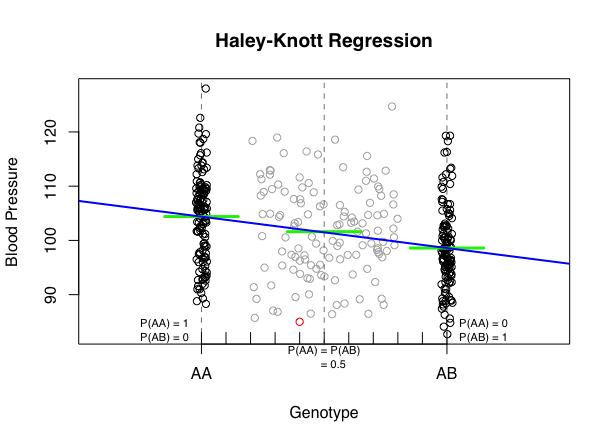 Haley-Knott Regression
Blood Pressure
120
110
100
90
P(AA) = 1
P(AB) = 0
P(AA) = 0
P(AB) = 1
P(AA) = P(AB)
= 0.5
AA
AB
Genotype